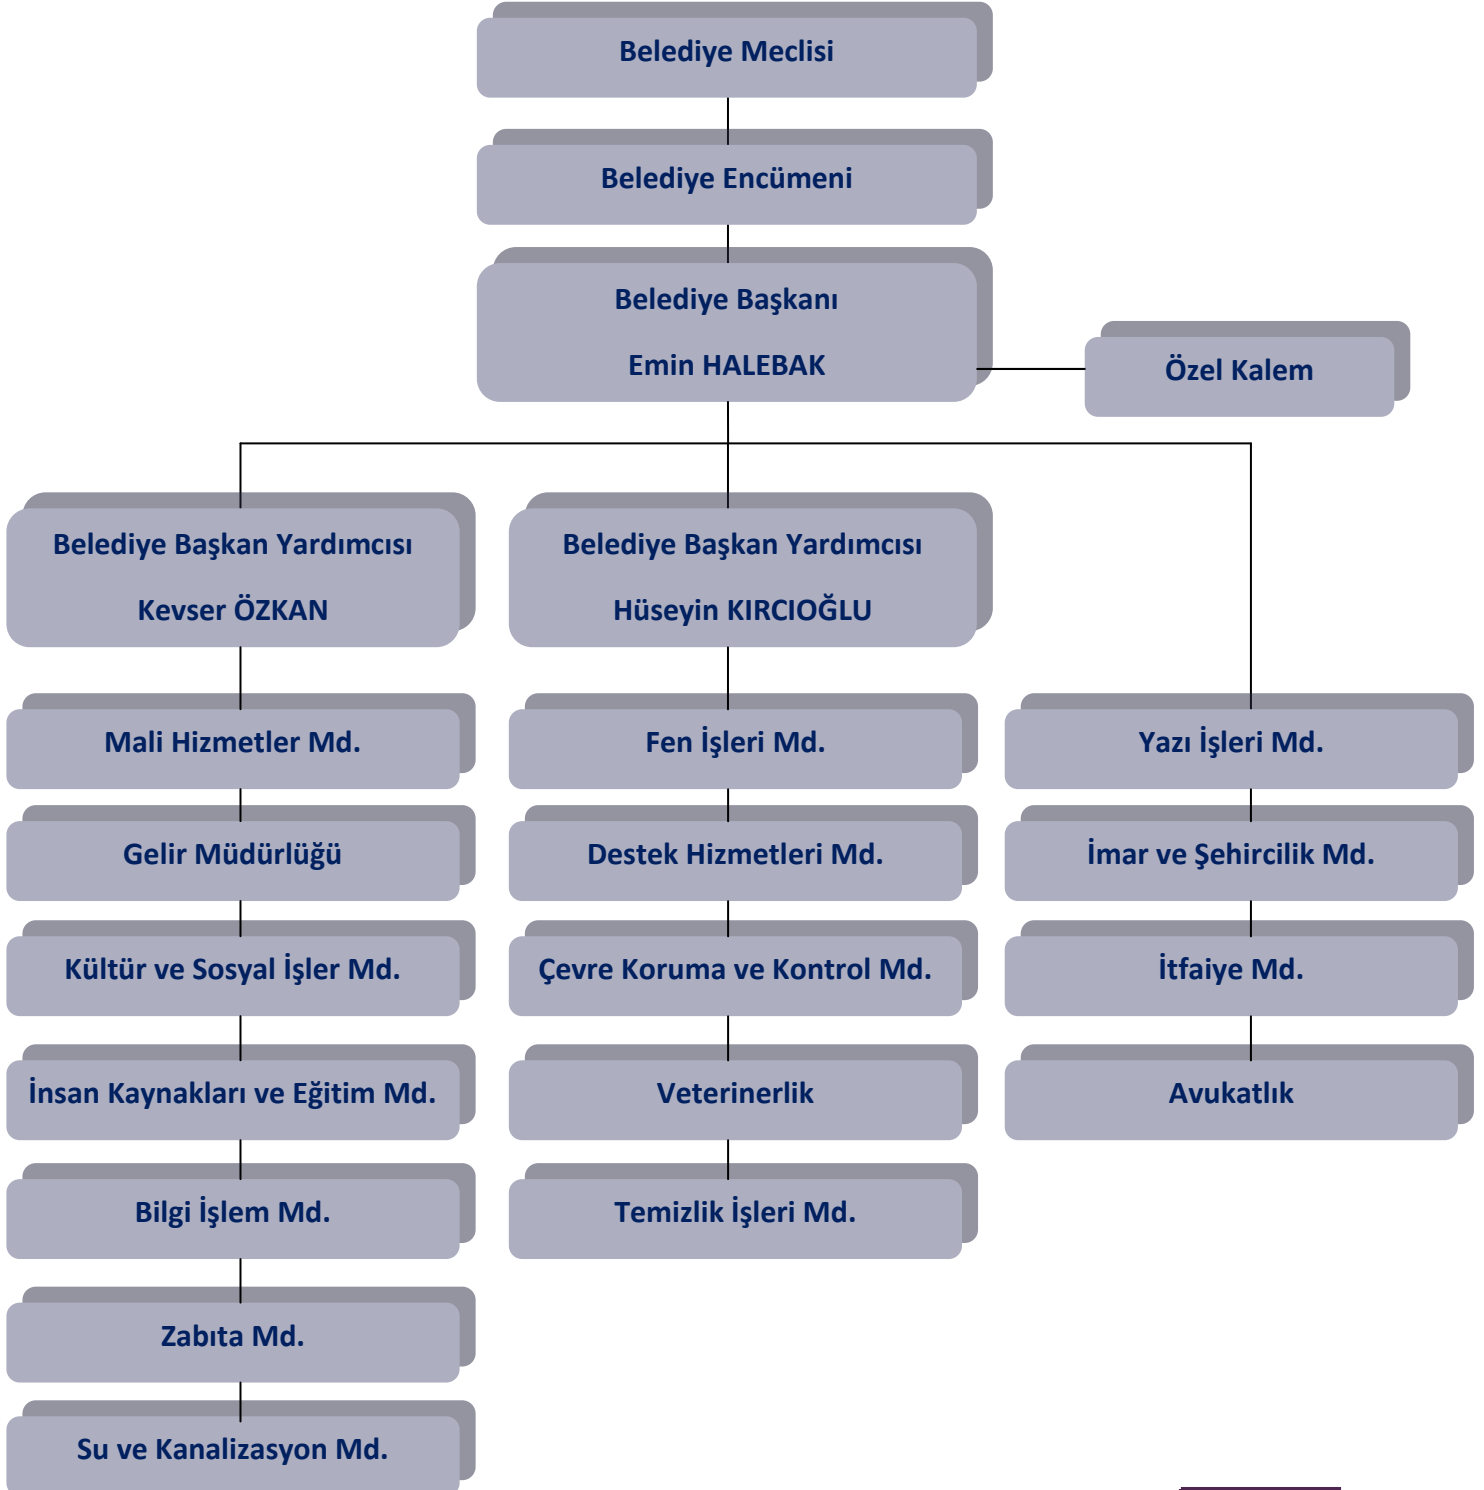 Belediye Meclisi
Belediye Encümeni
Belediye Başkanı
Emin HALEBAK
Özel Kalem
Belediye Başkan Yardımcısı
Kevser ÖZKAN
Belediye Başkan Yardımcısı
Hüseyin KIRCIOĞLU
Mali Hizmetler Md.
Gelir Müdürlüğü
Kültür ve Sosyal İşler Md.
İnsan Kaynakları ve Eğitim Md.
Bilgi İşlem Md.
Zabıta Md.
Su ve Kanalizasyon Md.
Fen İşleri Md.
Destek Hizmetleri Md.
Çevre Koruma ve Kontrol Md.
Veterinerlik
Temizlik İşleri Md.
Yazı İşleri Md.
İmar ve Şehircilik Md.
İtfaiye Md.
Avukatlık